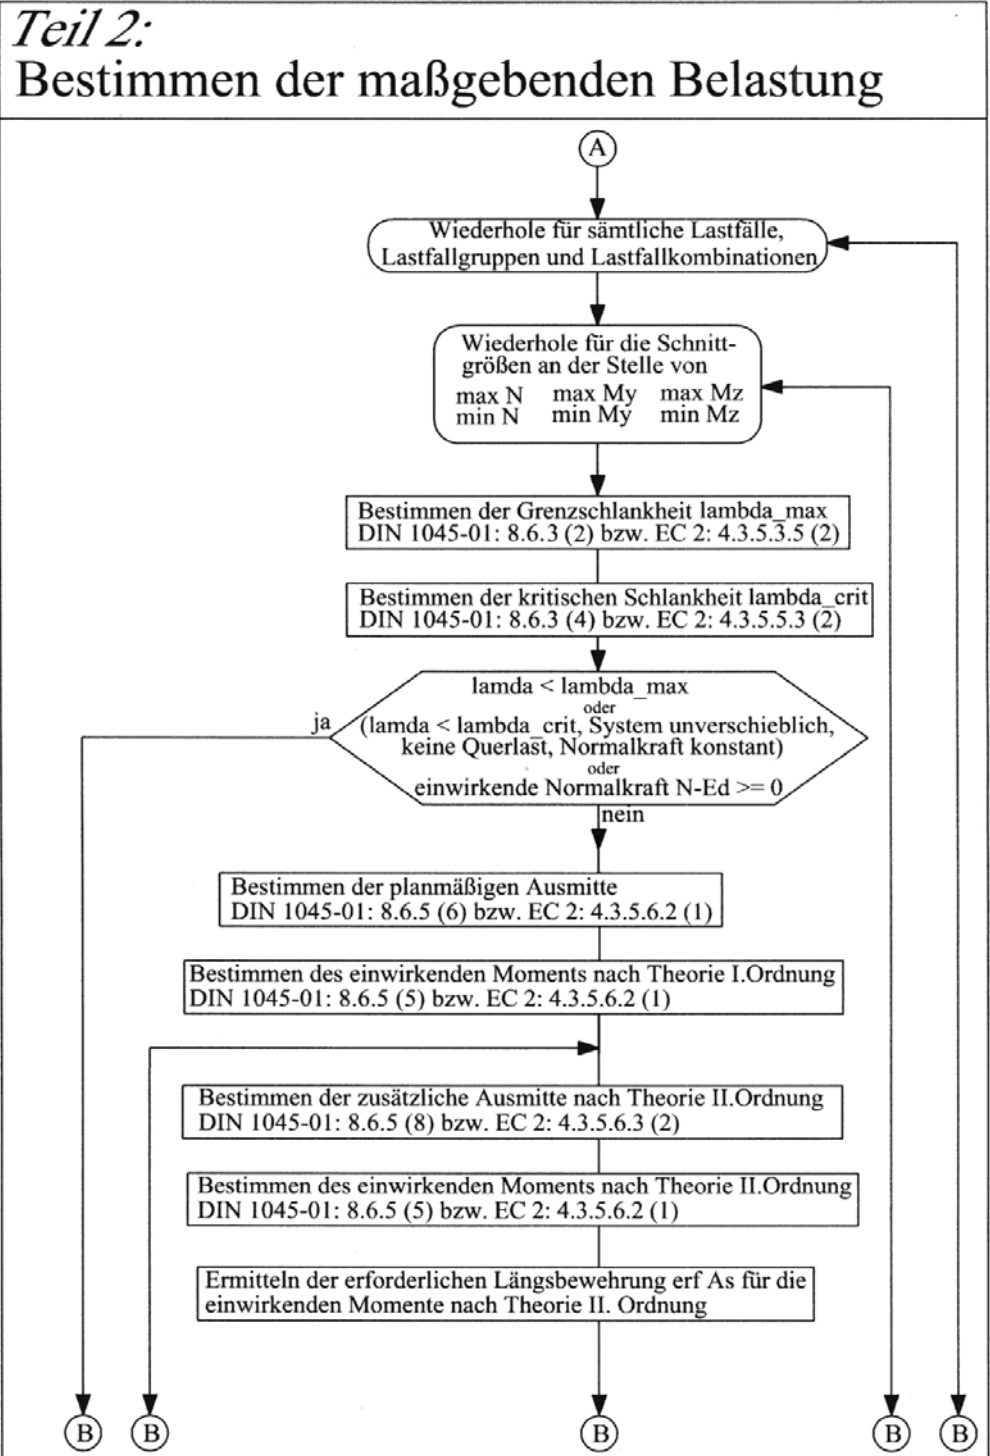 Teil 2:
Bestimmen der maßgebenden Belastung
A
Wiederhole für sämtliche Lastfälle,
Lastfallgruppen und Lastfallkombinationen
Wiederhole für die Schnitt-
größen an der Stelle von
max N max My max Mz
min N min My min Mz
Bestimmen der Grenzschlankheit lambda_max
DIN 1045-01: 8.6.3 (2) bzw. EC 2: 4.3.5.3.5 (2)
Bestimmen der kritischen Schlankheit lambda_crit
DIN 1045-01: 8.6.3 (4) bzw. EC 2: 4.3.5.5.3 (2)
lamda < lambda_max
oder
ja
(lamda < lambda_crit, System unverschieblich,
keine Querlast, Normalkraft konstant)
oder
einwirkende Normalkraft N-Ed >= 0
nein
Bestimmen der planmäßigen Ausmitte
DIN 1045-01: 8.6.5 (6) bzw. EC 2: 4.3.5.6.2 (1)
Bestimmen des einwirkenden Moments nach Theorie I.Ordnung
DIN 1045-01: 8.6.5 (5) bzw. EC 2: 4.3.5.6.2 (1)
Bestimmen der zusätzliche Ausmitte nach Theorie II.Ordnung
DIN 1045-01: 8.6.5 (8) bzw. EC 2: 4.3.5.6.3 (2)
Bestimmen des einwirkenden Moments nach Theorie II.Ordnung
DIN 1045-01: 8.6.5 (5) bzw. EC 2: 4.3.5.6.2 (1)
Ermitteln der erforderlichen Längsbewehrung erf As für die
einwirkenden Momente nach Theorie II. Ordnung
B B B B B